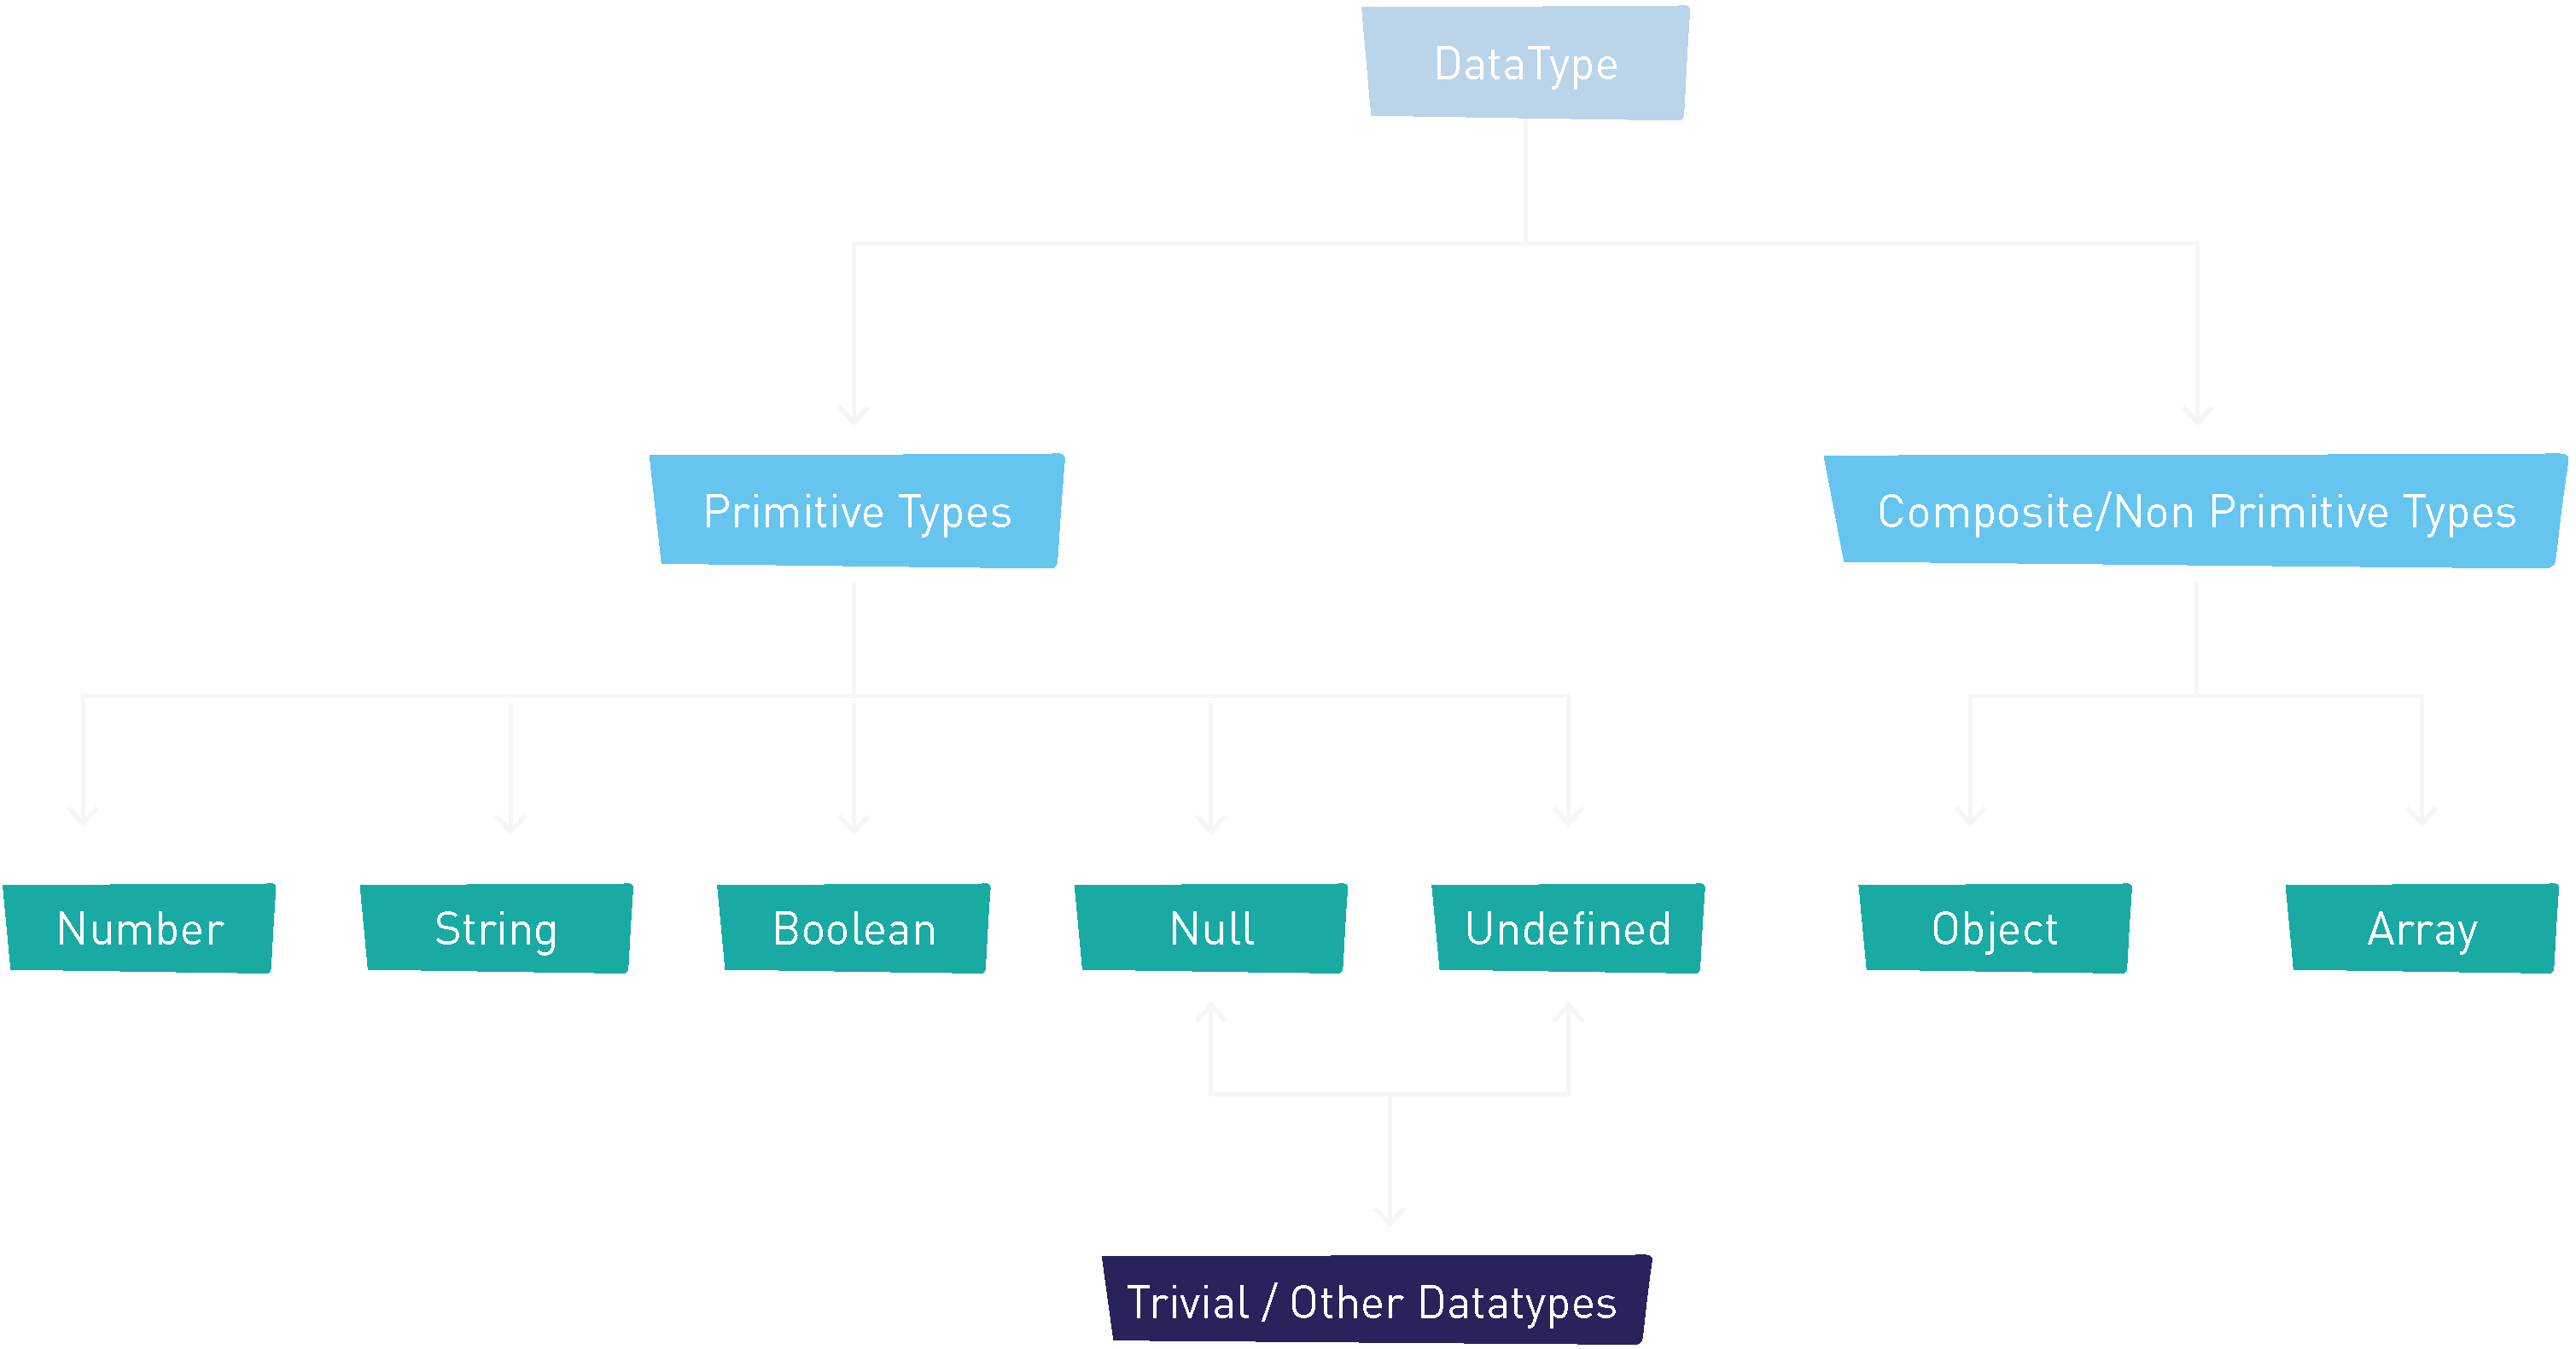 DataType
Primitive Types
Composite/Non Primitive Types
Number
String
Boolean
Null
Undefined
Object
Array
Trivial / Other Datatypes